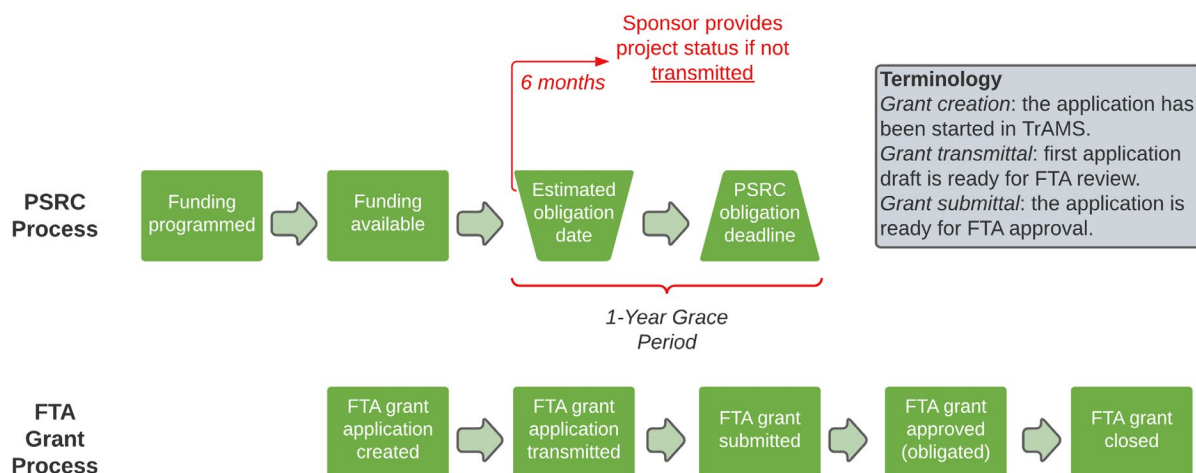 Sponsor provides
project status if not
transmitted
6 months
Terminology
Grant creation: the application has
been started in TrAMS.
Grant transmittal: first application
draft is ready for FTA review.
Grant submittal: the application is
ready for FTA approval.
PSRC
Process
Funding
programmed
Funding
available
Estimated
obligation
date
PSRC
obligation
deadline
1-Year Grace
Period
FTA
Grant
Process
FTA grant
application
created
FTA grant
application
transmitted
FTA grant
submitted
FTA grant
approved
(obligated)
FTA grant
closed